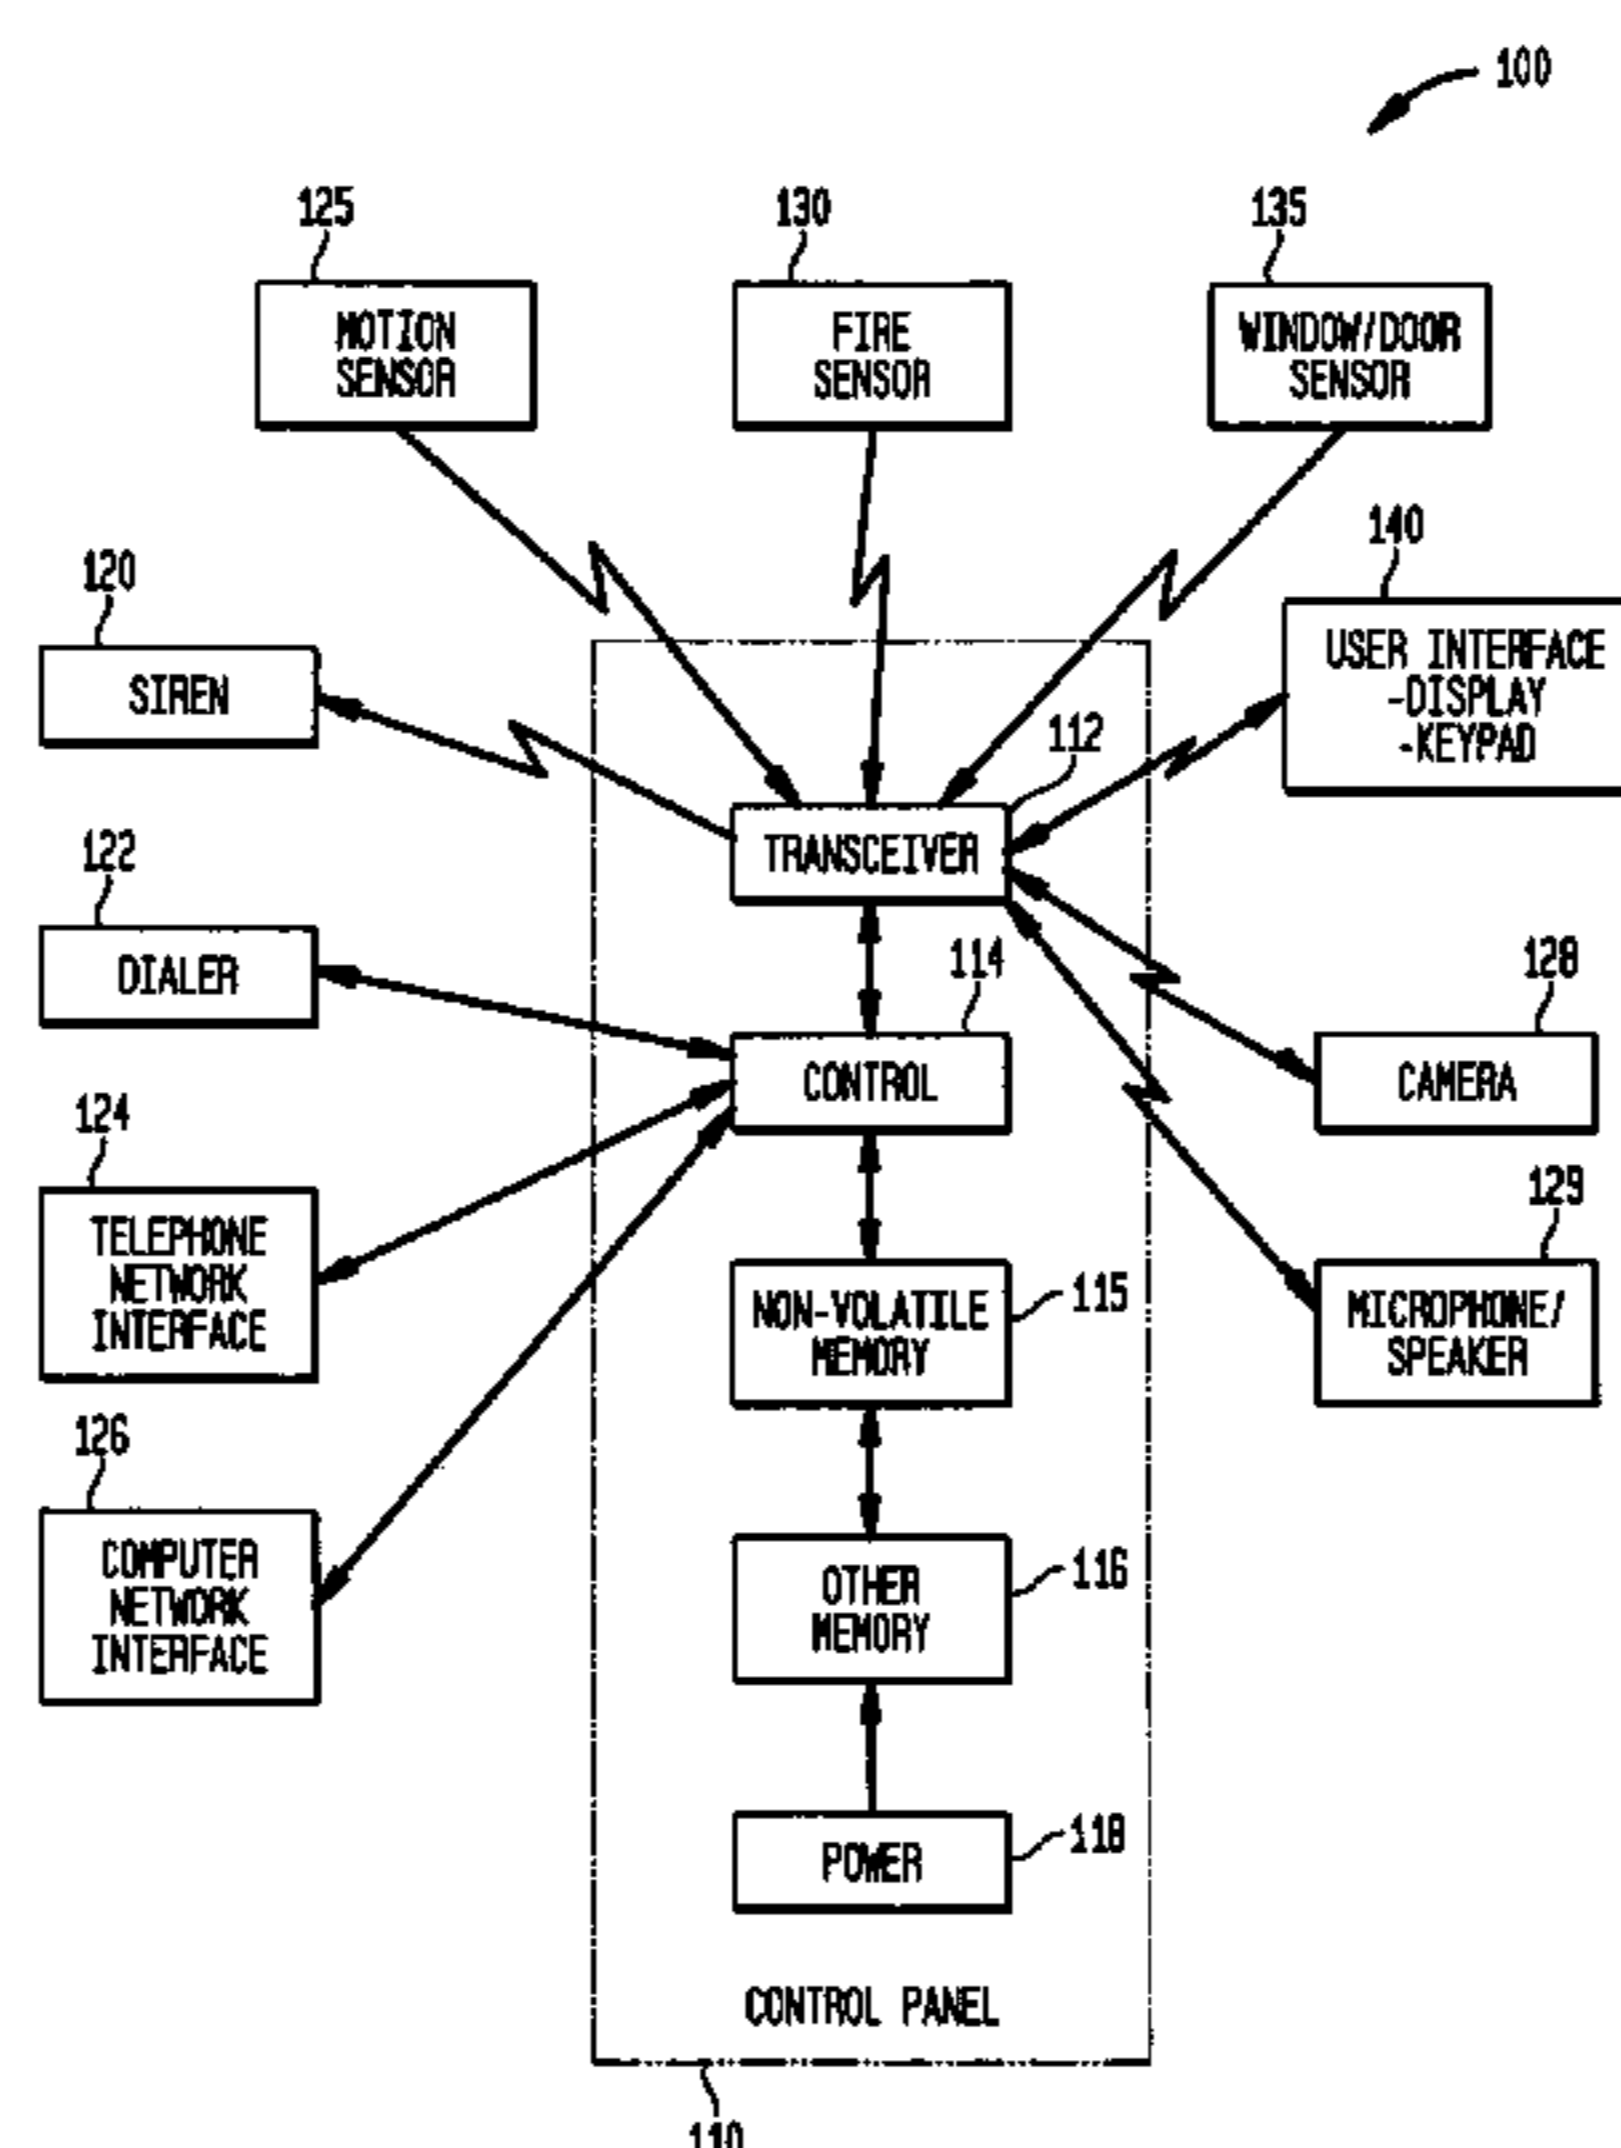 100
125
130
135
MOTION
SENSOR
FIRE
SENSOR
WINDOW/DOOR
SENSOR
120
140
SIREN
USER INTERFACE
-DISPLAY
-KEYPAD
112
TRANSCEIVER
122
DIALER
114
128
CONTROL
CAMERA
124
TELEPHONE
NETWORK
INTERFACE
129
NON-VOLATILE
MEMORY
115
MICROPHONE/
SPEAKER
126
COMPUTER
NETWORK
INTERFACE
OTHER
MEMORY
116
POWER
118
CONTROL PANEL
110